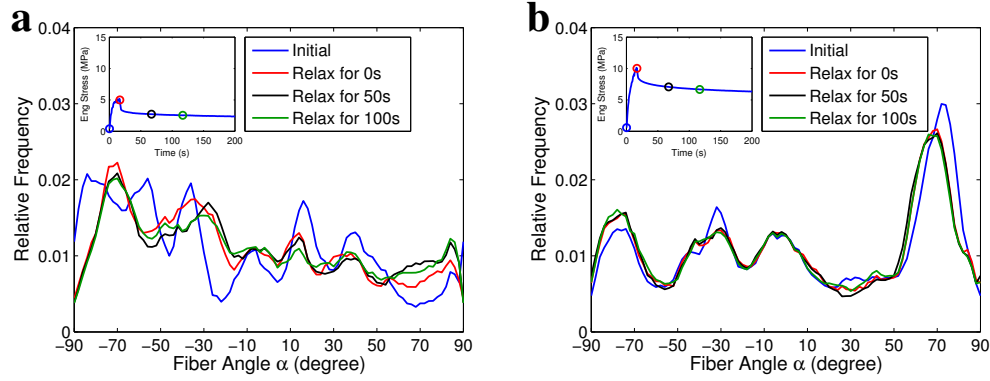 a
0.04
0.03
0.02
0.01
0
Relative Frequency
−90
−70
−50
−30
−10
10
30
50
70
90
Fiber Angle α (degree)
15
10
5
0
Eng Stress (MPa)
0
50
100
150
200
Time (s)
Initial
Relax for 0s
Relax for 50s
Relax for 100s
b
0.04
0.03
0.02
0.01
0
Relative Frequency
−90
−70
−50
−30
−10
10
30
50
70
90
Fiber Angle α (degree)
15
10
5
0
Eng Stress (MPa)
0
50
100
150
200
Time (s)
Initial
Relax for 0s
Relax for 50s
Relax for 100s